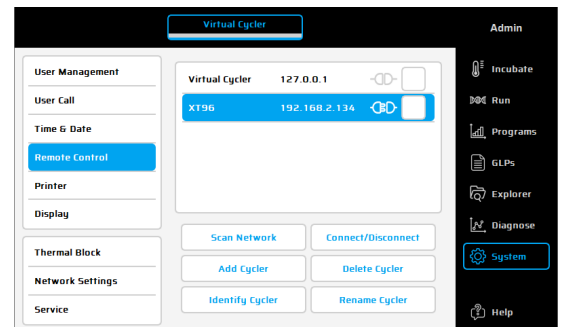 Virtual Cycler
Admin
User Management
User Call
Time & Date
Remote Control
Printer
Display
Thermal Block
Network Settings
Service
Virtual Cycler 127.0.0.1
XT96 192.168.2.134
Scan Network
Connect/Disconnect
Add Cycler
Delete Cycler
Identify Cycler
Rename Cycler
Incubate
Run
Programs
GLPs
Explorer
Diagnose
System
Help